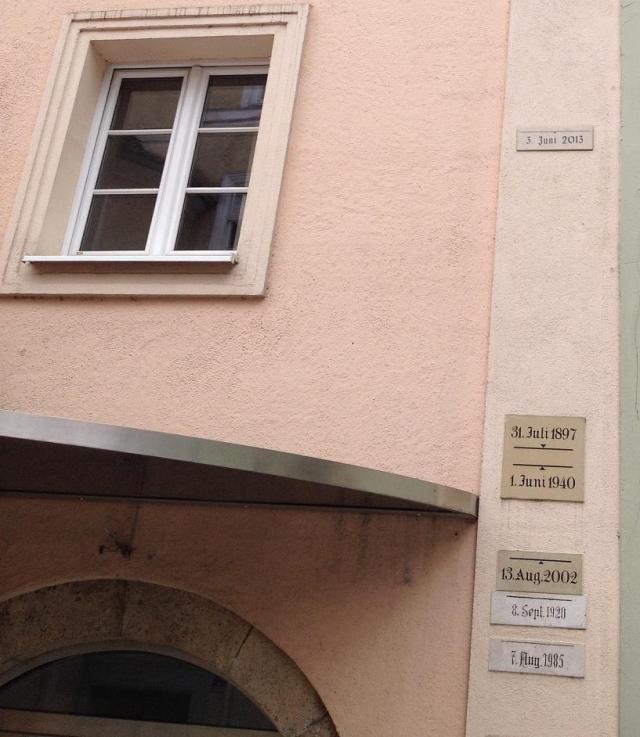 3. Juni 2013
31. Juli 1897
1. Juni 1940
13. Aug. 2002
8. Sept. 1920
7. Aug. 1985